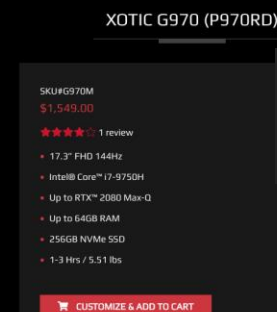 XOTIC G970 (P970RD)
SKU#G970M
$1,549.00
1 review
17.3" FHD 144Hz
Intel® Core™ i7-9750H
Up to RTX™ 2080 Max-Q
Up to 64GB RAM
256GB NVMe SSD
1-3 Hrs / 5.51 lbs
CUSTOMIZE & ADD TO CART